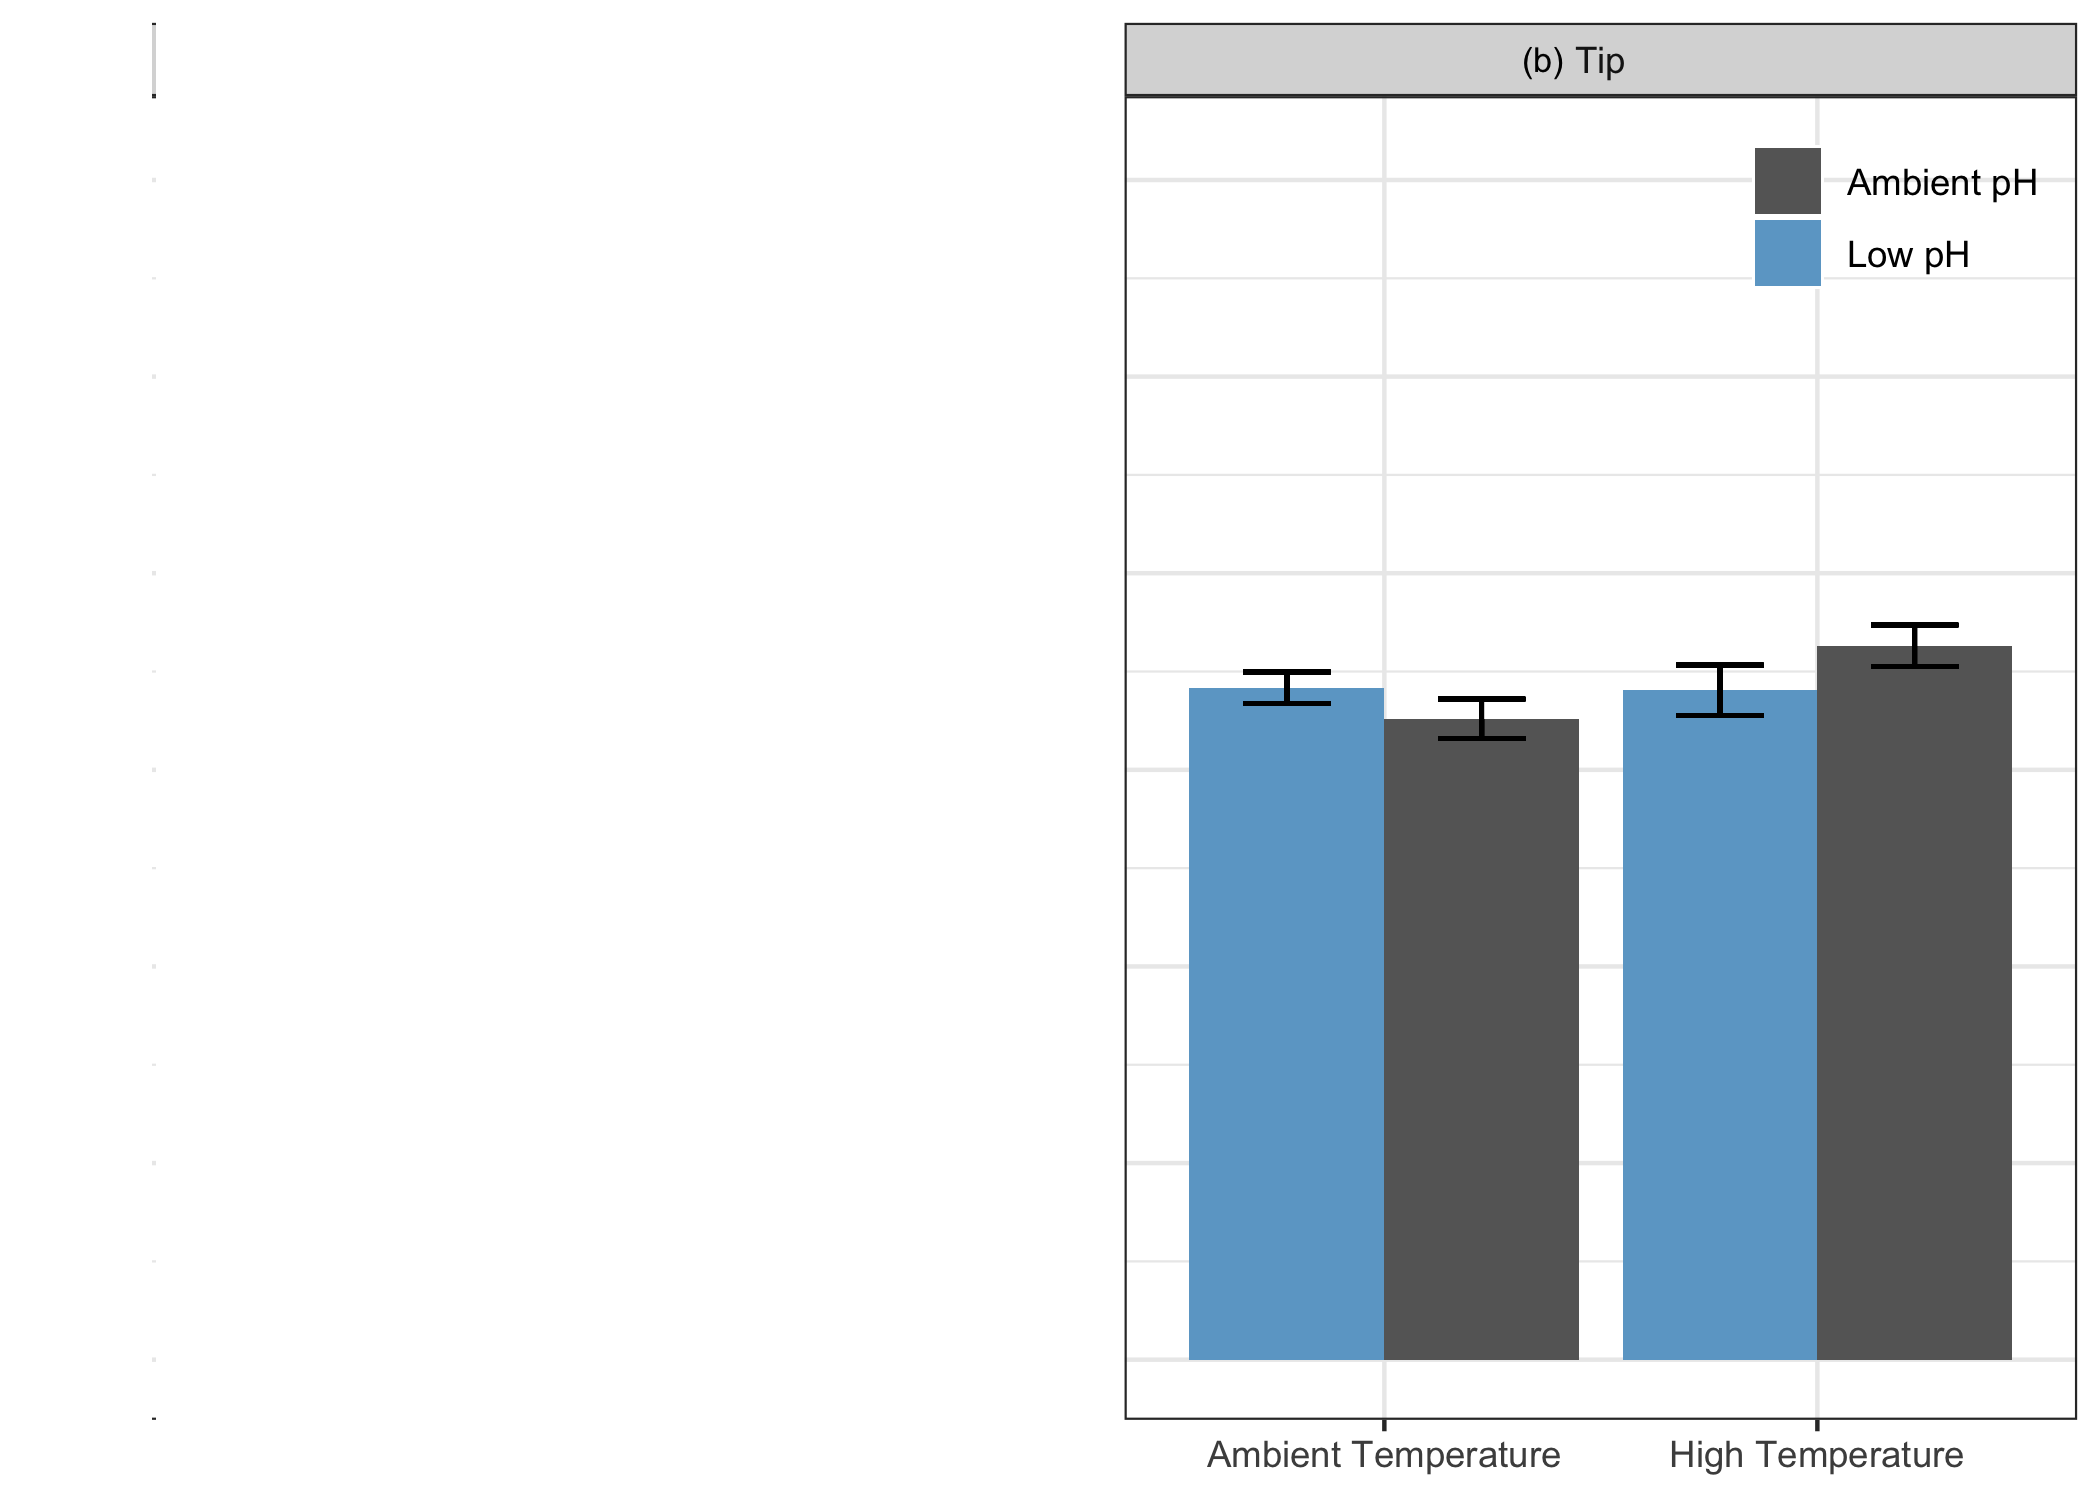 (b) Tip
Ambient pH
Low pH
Ambient Temperature
High Temperature